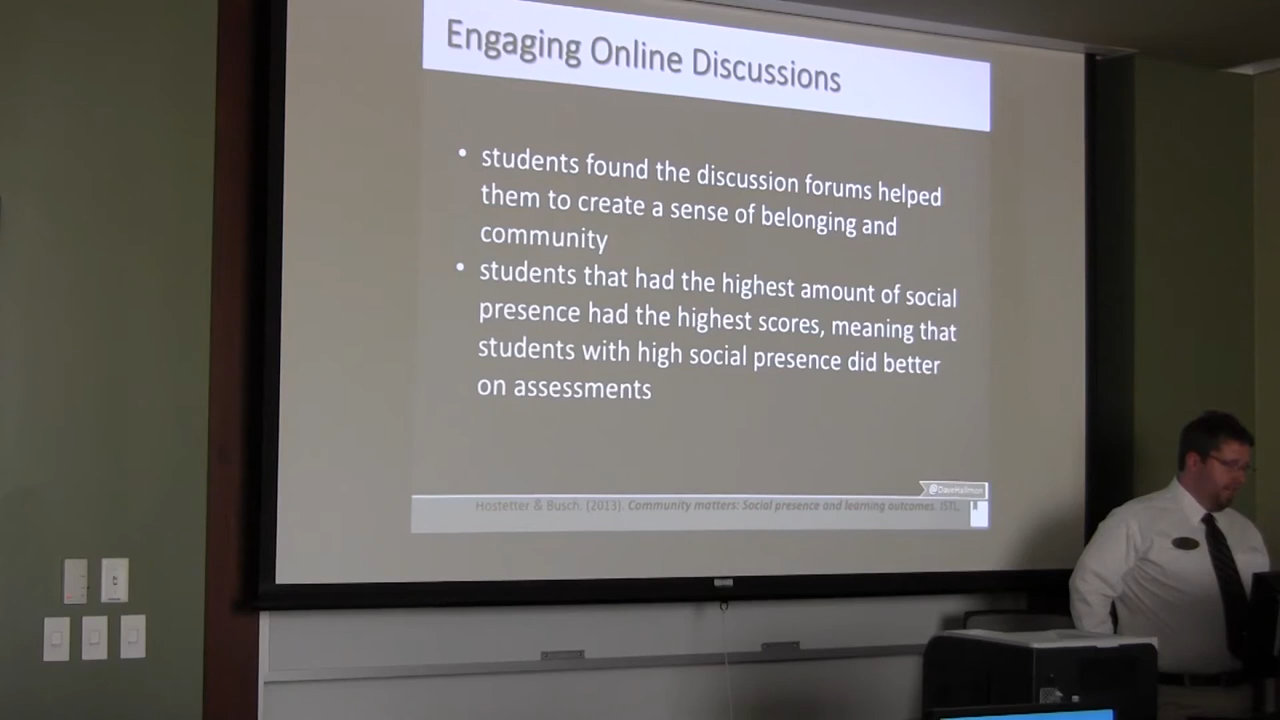 Engaging Online Discussions
• students found the discussion forums helped
them to create a sense of belonging and
community
• students that had the highest amount of social
presence had the highest scores, meaning that
students with high social presence did better
on assessments
@DaveHallmon
Hostetter & Busch. (2013). Community matters: Social presence and learning outcomes. ISTL.